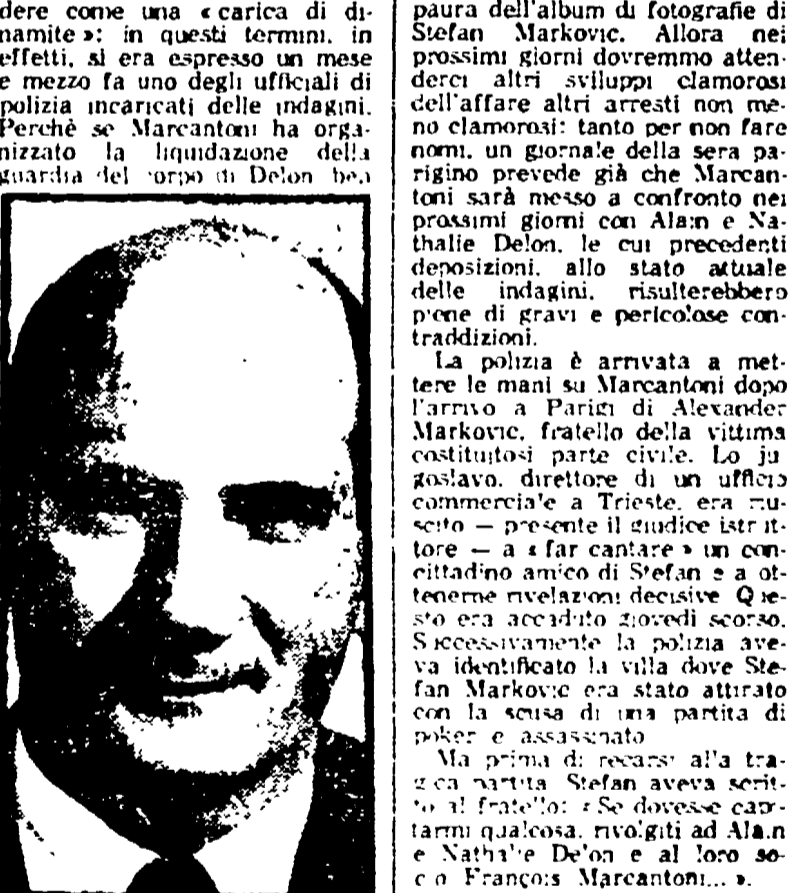 dere come una « carica di di-
namite »: in questi termini, in
effetti, si era espresso un mese
e mezzo fa uno degli ufficiali di
polizia incaricati delle indagini.
Perchè se Marcantoni ha orga-
nizzato la liquidazione della
guardia del corpo di Delon ben
paura dell'album di fotografie di
Stefan Markovic. Allora nei
prossimi giorni dovremmo atten-
derci altri sviluppi clamorosi
dell'affare altri arresti non me-
no clamorosi: tanto per non fare
nomi, un giornale della sera pa-
rigino prevede già che Marcan-
toni sarà messo a confronto nei
prossimi giorni con Alain e Na-
thalie Delon, le cui precedenti
deposizioni, allo stato attuale
delle indagini, risulterebbero
piene di gravi e pericolose con-
traddizioni.
La polizia è arrivata a met-
tere le mani su Marcantoni dopo
l'arrivo a Parigi di Alexander
Markovic, fratello della vittima
costituitosi parte civile. Lo ju
goslavo, direttore di un ufficio
commerciale a Trieste, era riu-
scito — presente il giudice istrut-
tore — a « far cantare » un con-
cittadino amico di Stefan e a ot-
tenerne rivelazioni decisive Que-
sto era accaduto giovedì scorso.
Successivamente la polizia ave-
va identificato la villa dove Ste-
fan Markovic era stato attirato
con la scusa di una partita di
poker e assassinato
Ma prima di recarsi alla tra-
gica partita Stefan aveva scrit-
to al fratello: « Se dovesse capi-
tarmi qualcosa, rivolgiti ad Alain
e Nathalie Delon e al loro so-
cio François Marcantoni... ».